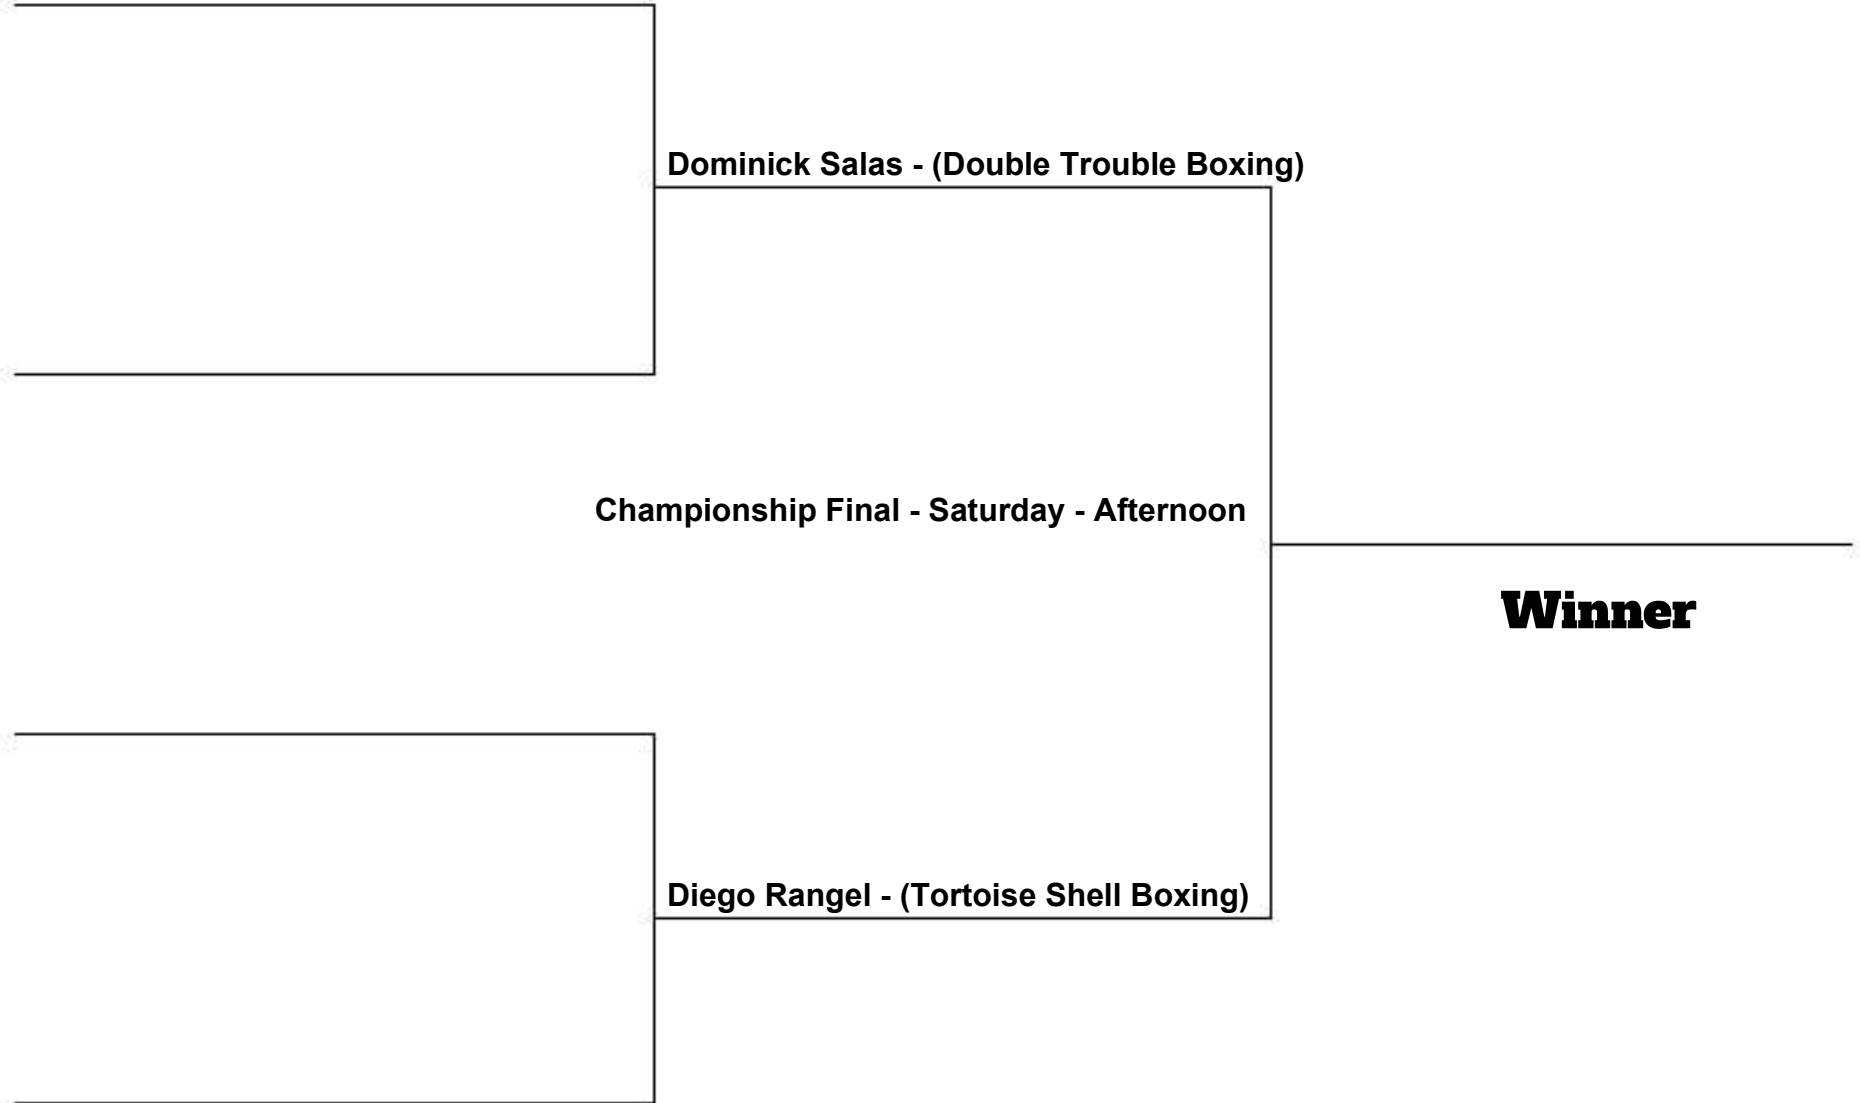 Dominick Salas - (Double Trouble Boxing)
Championship Final - Saturday - Afternoon
Winner
Diego Rangel - (Tortoise Shell Boxing)